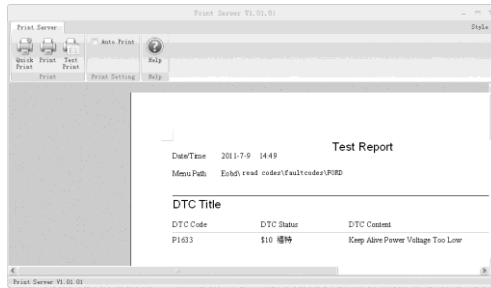 Print Server V1.01.01
Print Server
Style
Quick Print
Print
Test Print
Auto Print
Help
Print
Print Setting
Help
Test Report
Date/Time 2011-7-9 14:49
Menu Path Eobd\read codes\faultcodes\FORD
DTC Title
DTC Code DTC Status DTC Content
P1633 $10 福特 Keep Alive Power Voltage Too Low
Print Server V1.01.01